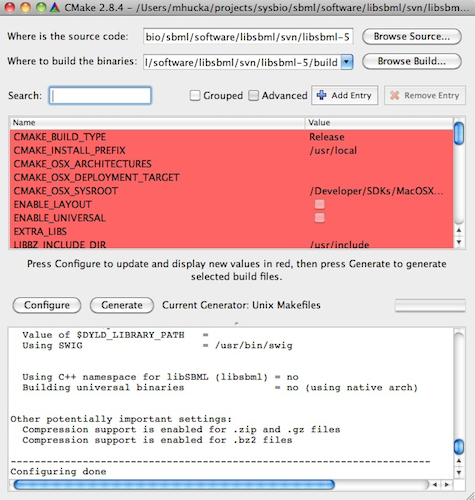 CMake 2.8.4 - /Users/mhucka/projects/sysbio/sbml/software/libsbml/svn/libsbm...
Where is the source code: bio/sbml/software/libsbml/svn/libsbml-5 Browse Source...
Where to build the binaries: l/software/libsbml/svn/libsbml-5/build Browse Build...
Search: Grouped Advanced Add Entry Remove Entry
Name Value
CMAKE_BUILD_TYPE Release
CMAKE_INSTALL_PREFIX /usr/local
CMAKE_OSX_ARCHITECTURES
CMAKE_OSX_DEPLOYMENT_TARGET
CMAKE_OSX_SYSROOT /Developer/SDKs/MacOSX...
ENABLE_LAYOUT
ENABLE_UNIVERSAL
EXTRA_LIBS
LIBBZ_INCLUDE_DIR /usr/include
Press Configure to update and display new values in red, then press Generate to generate
selected build files.
Configure Generate Current Generator: Unix Makefiles
Value of $DYLD_LIBRARY_PATH =
Using SWIG = /usr/bin/swig
Using C++ namespace for libSBML (libsbml) = no
Building universal binaries = no (using native arch)
Other potentially important settings:
Compression support is enabled for .zip and .gz files
Compression support is enabled for .bz2 files
----------------------------------------------------------------------
Configuring done